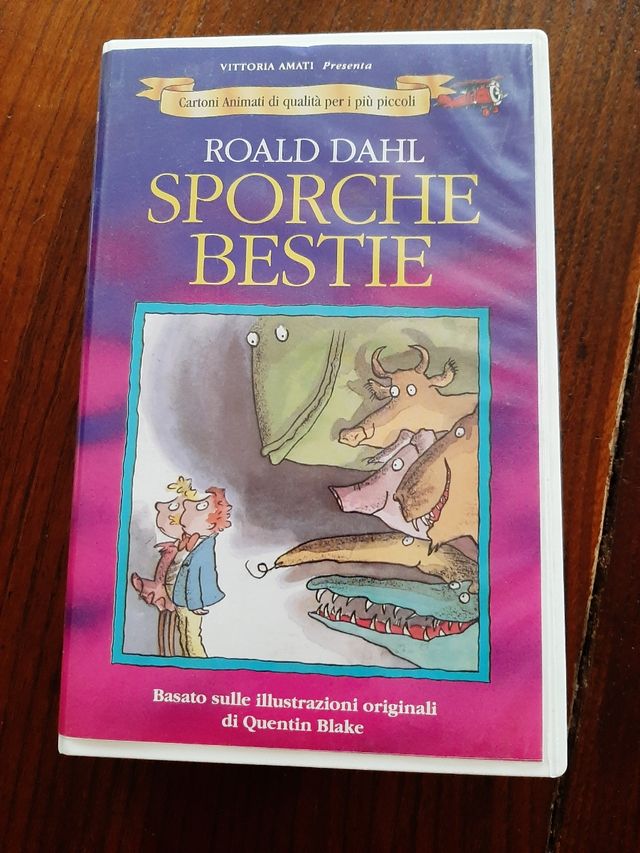 VITTORIA AMATI Presenta
Cartoni Animati di qualità per i più piccoli
ROALD DAHL
SPORCHE
BESTIE
Basato sulle illustrazioni originali
di Quentin Blake